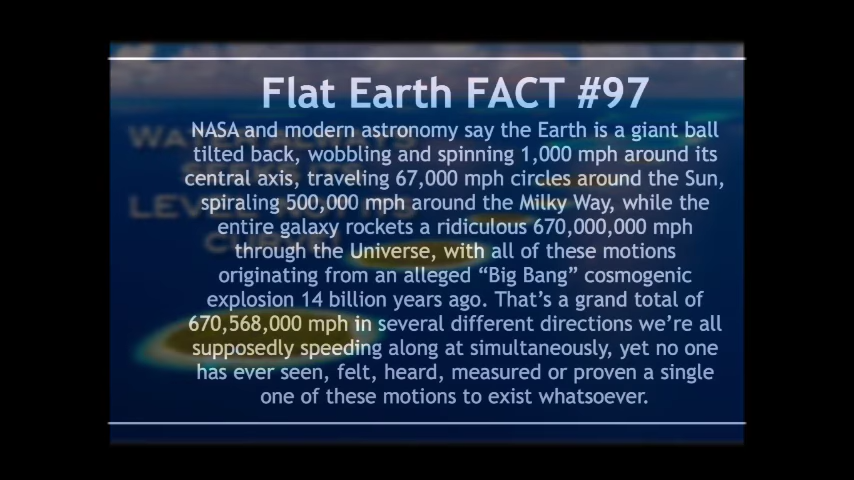 Flat Earth FACT #97
NASA and modern astronomy say the Earth is a giant ball
tilted back, wobbling and spinning 1,000 mph around its
central axis, traveling 67,000 mph circles around the Sun,
spiraling 500,000 mph around the Milky Way, while the
entire galaxy rockets a ridiculous 670,000,000 mph
through the Universe, with all of these motions
originating from an alleged “Big Bang” cosmogenic
explosion 14 billion years ago. That’s a grand total of
670,568,000 mph in several different directions we’re all
supposedly speeding along at simultaneously, yet no one
has ever seen, felt, heard, measured or proven a single
one of these motions to exist whatsoever.